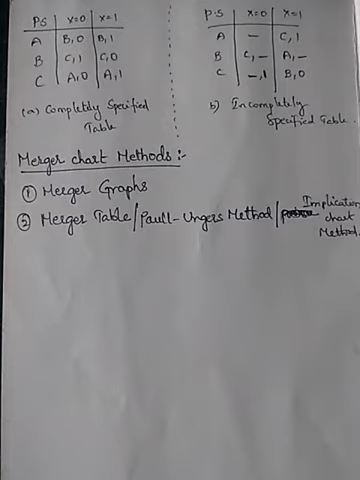 PS | x=0 | x=1
A | B,0 | B,1
B | C,1 | C,0
C | A,0 | A,1
(a) Completely Specified
Table
P.S | x=0 | x=1
A | — | C,1
B | C,— | A,—
C | —,1 | B,0
b) Incompletely
Specified Table.
Merger chart Methods :-
① Merger Graphs
② Merger Table/Paull-Ungers Method/Implication
chart
Method.